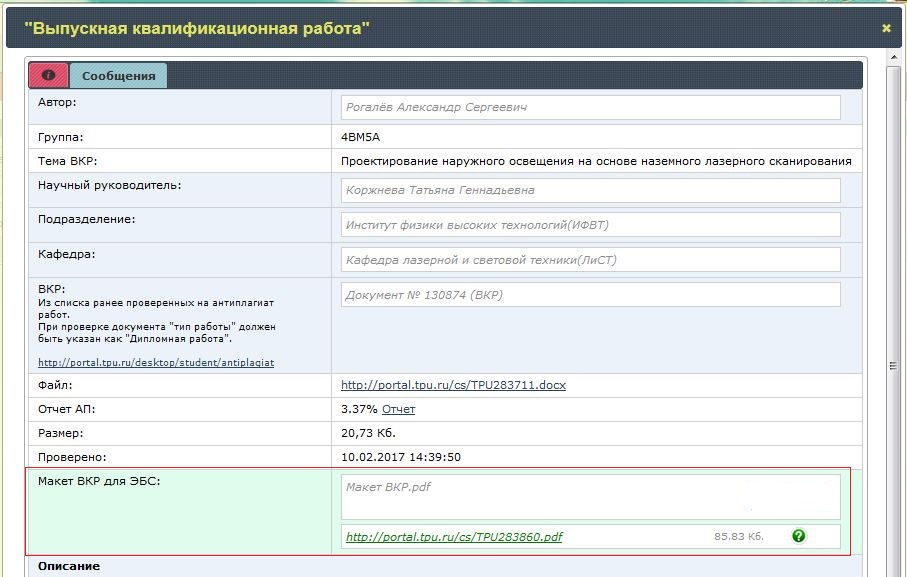 "Выпускная квалификационная работа"
Сообщения
Автор:
Рогалёв Александр Сергеевич
Группа:
4ВМ5А
Тема ВКР:
Проектирование наружного освещения на основе наземного лазерного сканирования
Научный руководитель:
Коржнева Татьяна Геннадьевна
Подразделение:
Институт физики высоких технологий(ИФВТ)
Кафедра:
Кафедра лазерной и световой техники(ЛиСТ)
ВКР:
Из списка ранее проверенных на антиплагиат
работ.
При проверке документа "тип работы" должен
быть указан как "Дипломная работа".
http://portal.tpu.ru/desktop/student/antiplagiat
Документ № 130874 (ВКР)
Файл:
http://portal.tpu.ru/cs/TPU283711.docx
Отчет АП:
3.37% Отчет
Размер:
20,73 Кб.
Проверено:
10.02.2017 14:39:50
Макет ВКР для ЭБС:
Макет ВКР.pdf
http://portal.tpu.ru/cs/TPU283860.pdf
85.83 Кб.
Описание